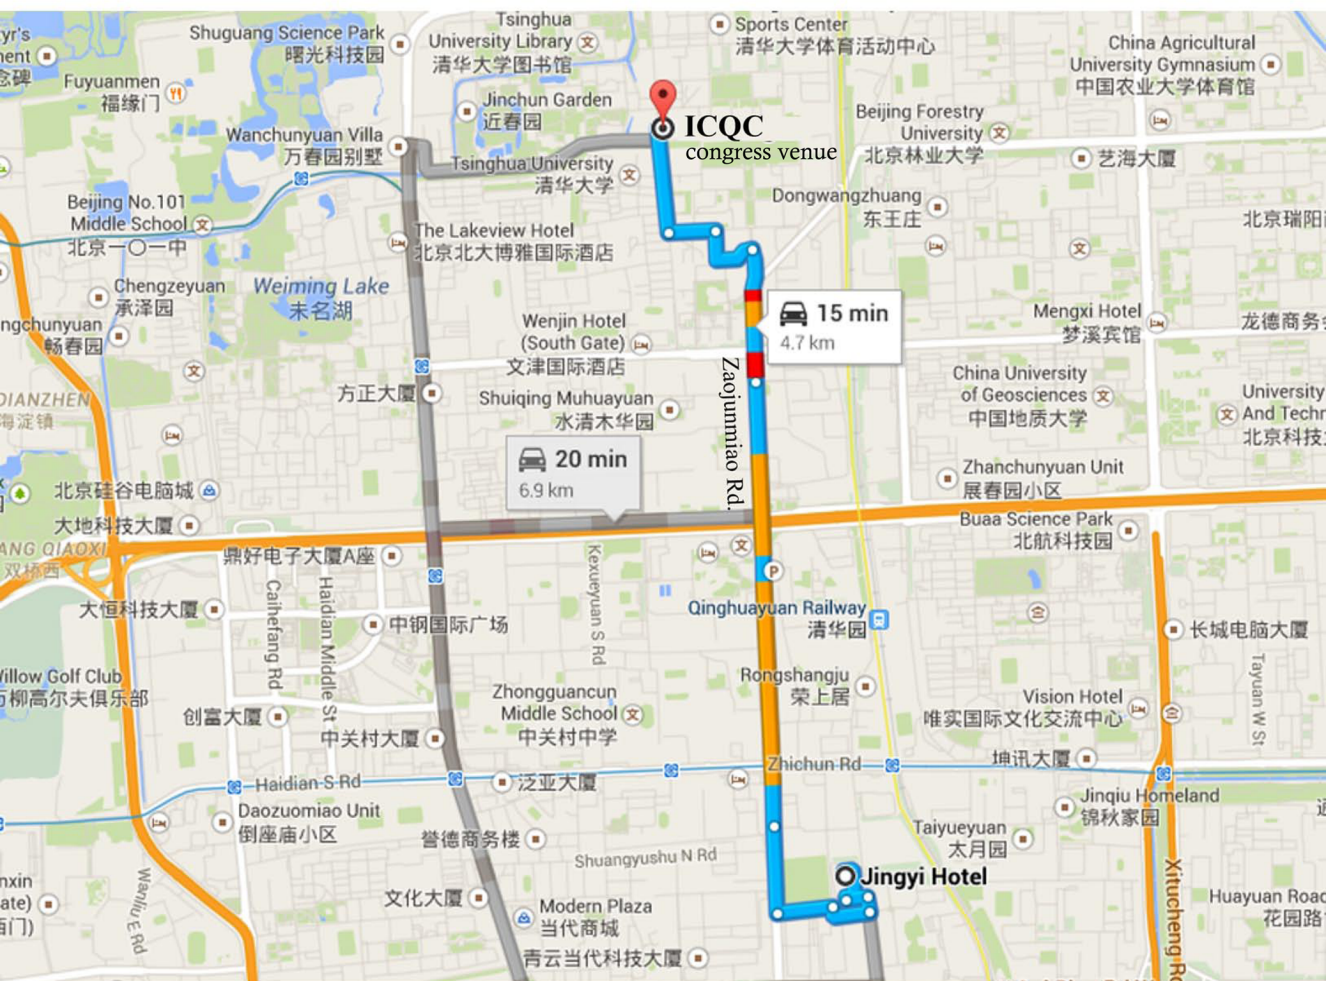 Tsinghua
University Library
清华大学图书馆
Shuguang Science Park
曙光科技园
Sports Center
清华大学体育活动中心
China Agricultural
University Gymnasium
中国农业大学体育馆
Fuyuanmen
福缘门
Jinchun Garden
近春园
ICQC
congress venue
Beijing Forestry
University
北京林业大学
艺海大厦
Wanchunyuan Villa
万春园别墅
Tsinghua University
清华大学
Dongwangzhuang
东王庄
Beijing No.101
Middle School
北京一〇一中
The Lakeview Hotel
北京北大博雅国际酒店
北京瑞阳
Chengzeyuan
承泽园
Weiming Lake
未名湖
15 min
4.7 km
Mengxi Hotel
梦溪宾馆
龙德商务
ngchunyuan
畅春园
Wenjin Hotel
(South Gate)
文津国际酒店
Zaojunmiao Rd.
方正大厦
Shuiqing Muhuayuan
水清木华园
China University
of Geosciences
中国地质大学
University
And Techn
北京科技
DIANZHEN
海淀镇
20 min
6.9 km
Zhanchunyuan Unit
展春园小区
北京硅谷电脑城
大地科技大厦
Buaa Science Park
北航科技园
ANG QIAOXI
双桥西
鼎好电子大厦A座
Kexueyuan S Rd
Caihefang Rd
Haidian Middle St
大恒科技大厦
中钢国际广场
Qinghuayuan Railway
清华园
长城电脑大厦
Tayuan W St
Willow Golf Club
万柳高尔夫俱乐部
Rongshangju
荣上居
Zhongguancun
Middle School
中关村中学
Vision Hotel
唯实国际文化交流中心
创富大厦
中关村大厦
Zhichun Rd
坤讯大厦
Haidian S Rd
泛亚大厦
Jinqiu Homeland
锦秋家园
Daozuomiao Unit
倒座庙小区
誉德商务楼
Taiyueyuan
太月园
Shuangyushu N Rd
Jingyi Hotel
Wanliu E Rd
文化大厦
Modern Plaza
当代商城
Xitucheng Rd
Huayuan Road
花园路
青云当代科技大厦